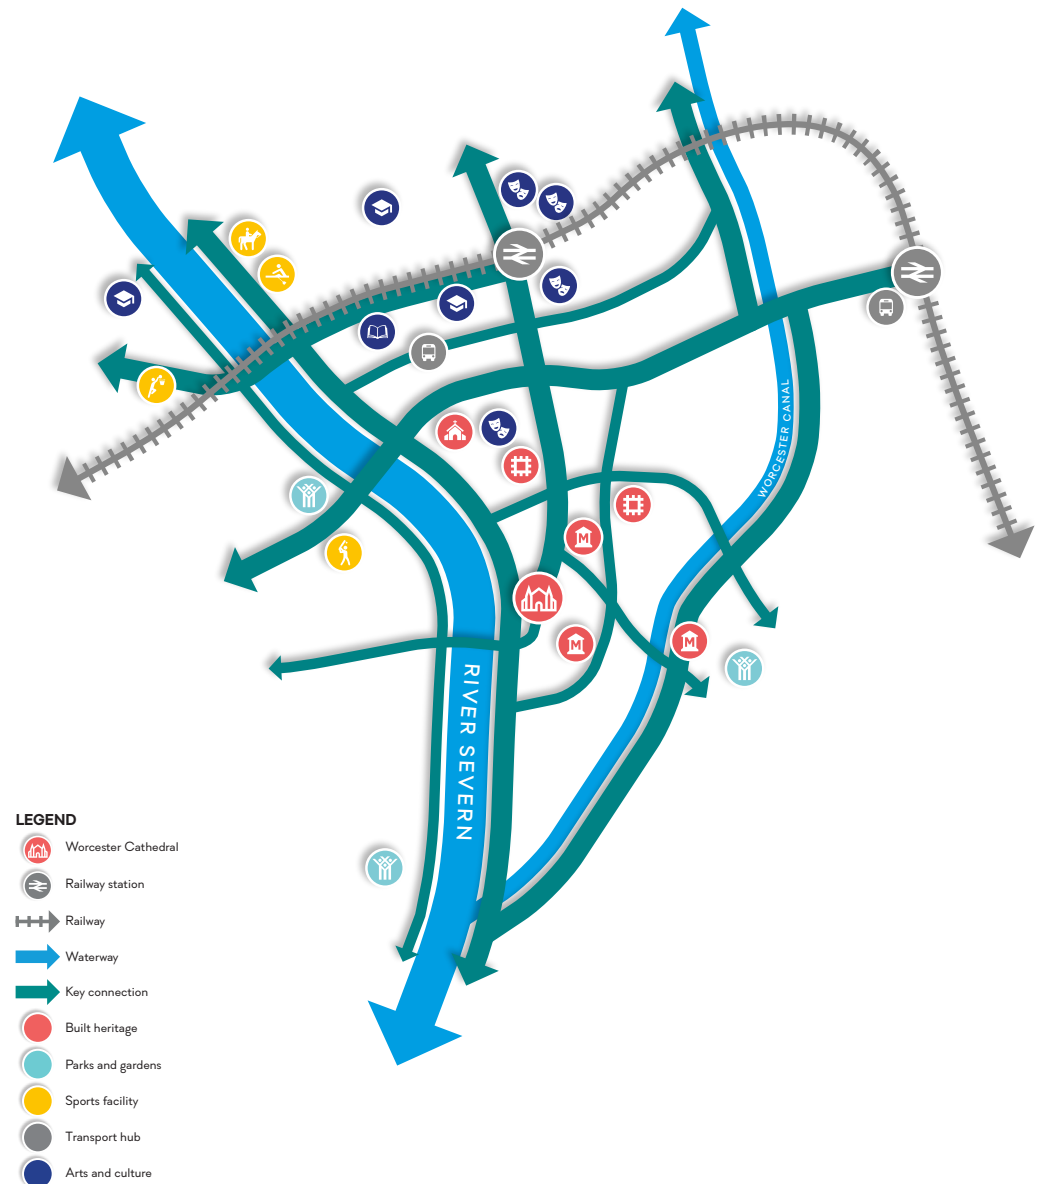 WORCESTER CANAL
RIVER SEVERN
LEGEND
Worcester Cathedral
Railway station
Railway
Waterway
Key connection
Built heritage
Parks and gardens
Sports facility
Transport hub
Arts and culture
M
M
M